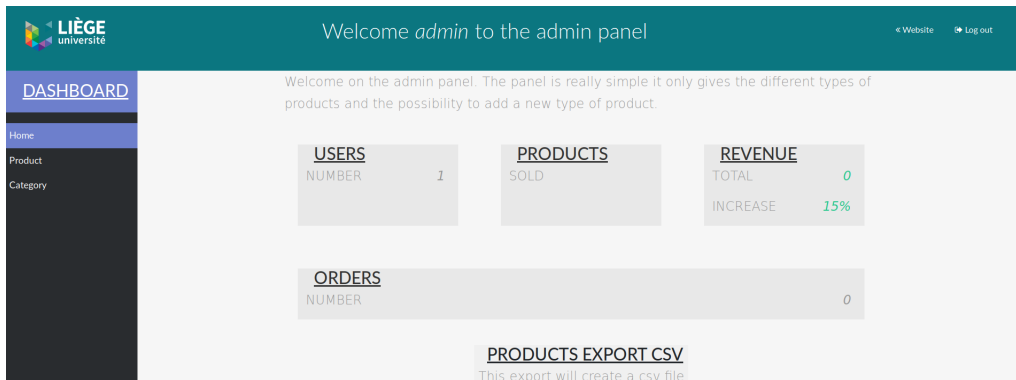 LIÈGE
université
Welcome admin to the admin panel
« Website
Log out
DASHBOARD
Home
Product
Category
Welcome on the admin panel. The panel is really simple it only gives the different types of
products and the possibility to add a new type of product.
USERS
NUMBER 1
PRODUCTS
SOLD
REVENUE
TOTAL 0
INCREASE 15%
ORDERS
NUMBER 0
PRODUCTS EXPORT CSV
This export will create a csv file